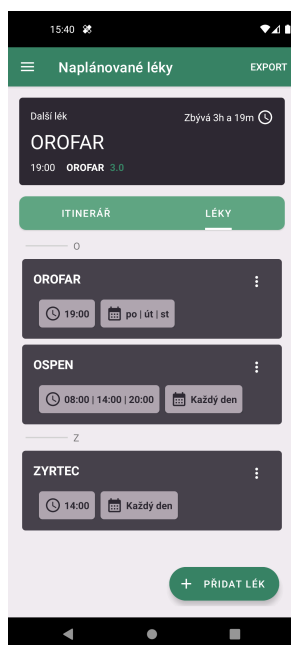 15:40
Naplánované léky EXPORT
Další lék Zbývá 3h a 19m
OROFAR
19:00 OROFAR 3.0
ITINERÁŘ LÉKY
O
OROFAR
19:00 po | út | st
OSPEN
08:00 | 14:00 | 20:00 Každý den
Z
ZYRTEC
14:00 Každý den
+ PŘIDAT LÉK